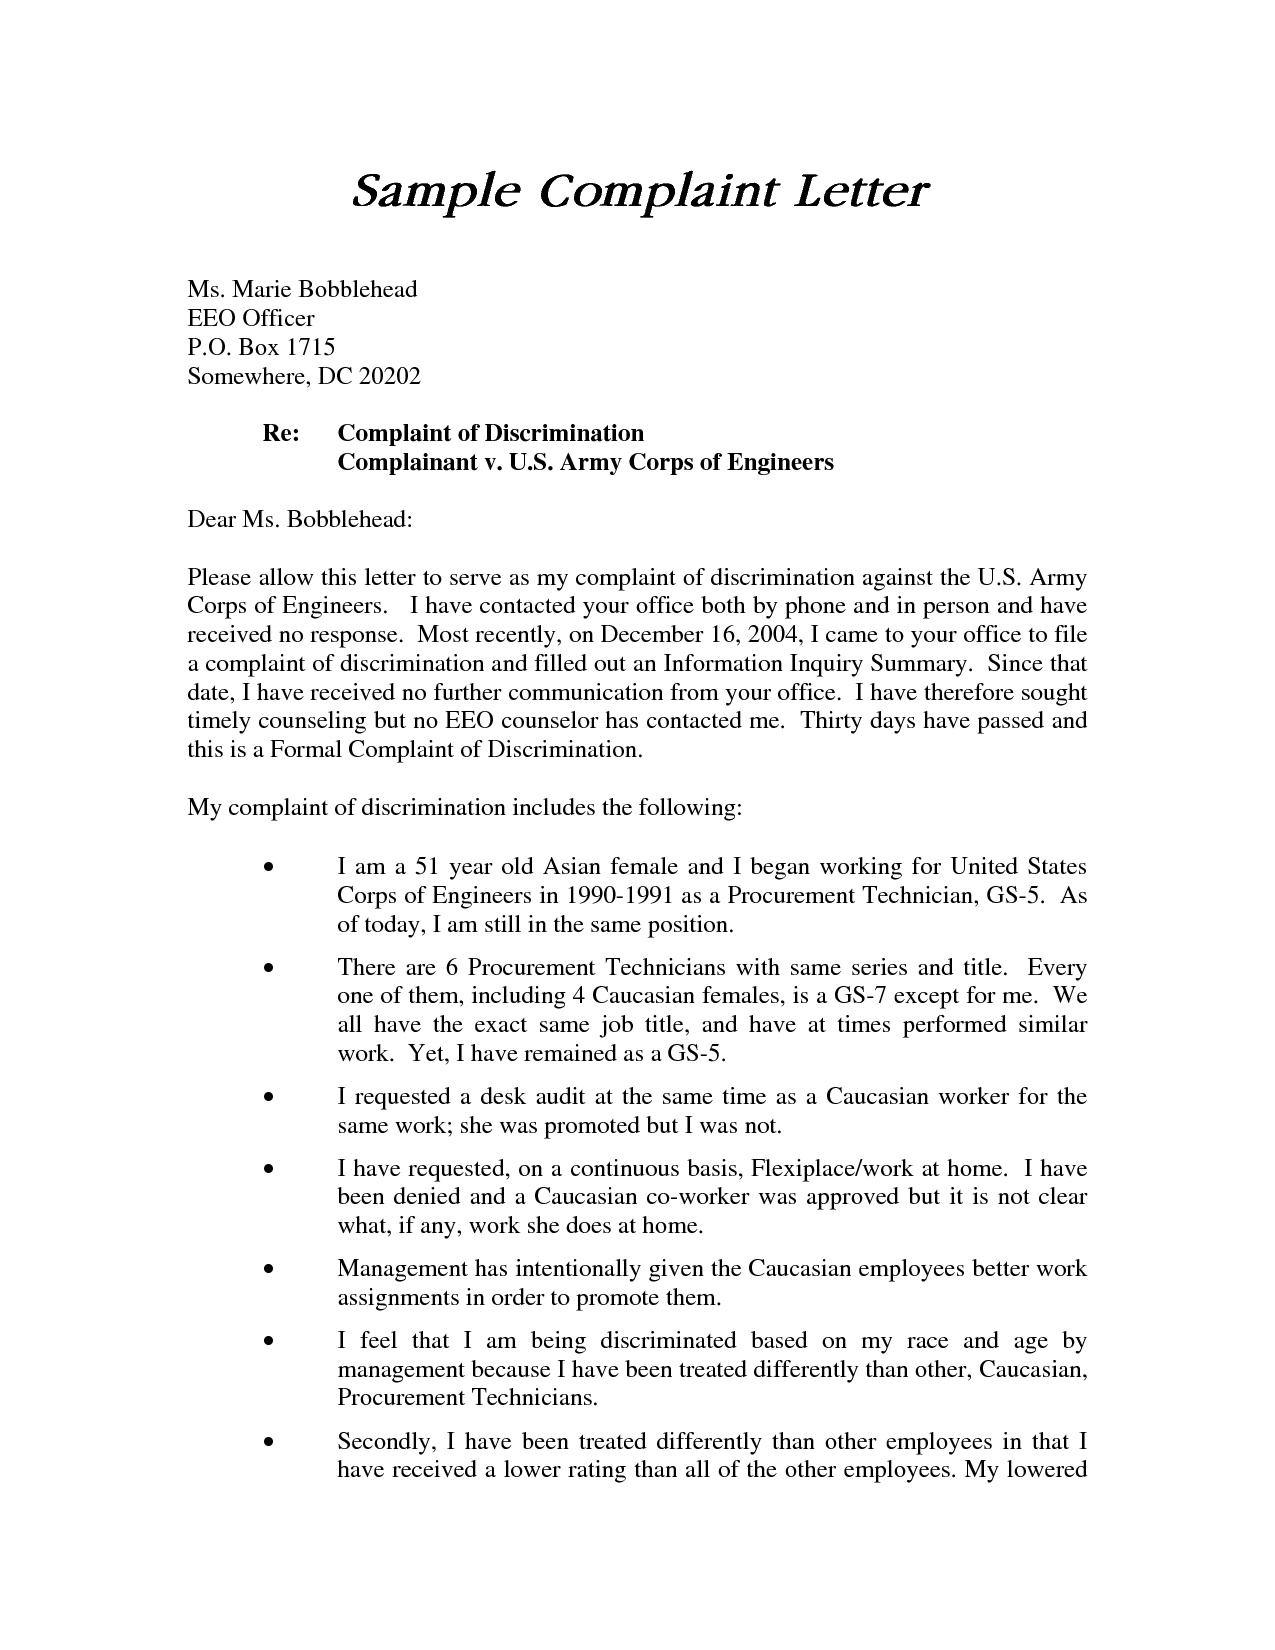 Sample Complaint Letter
Ms. Marie Bobblehead
EEO Officer
P.O. Box 1715
Somewhere, DC 20202
Re: Complaint of Discrimination
Complainant v. U.S. Army Corps of Engineers
Dear Ms. Bobblehead:
Please allow this letter to serve as my complaint of discrimination against the U.S. Army
Corps of Engineers. I have contacted your office both by phone and in person and have
received no response. Most recently, on December 16, 2004, I came to your office to file
a complaint of discrimination and filled out an Information Inquiry Summary. Since that
date, I have received no further communication from your office. I have therefore sought
timely counseling but no EEO counselor has contacted me. Thirty days have passed and
this is a Formal Complaint of Discrimination.
My complaint of discrimination includes the following:
• I am a 51 year old Asian female and I began working for United States
Corps of Engineers in 1990-1991 as a Procurement Technician, GS-5. As
of today, I am still in the same position.
• There are 6 Procurement Technicians with same series and title. Every
one of them, including 4 Caucasian females, is a GS-7 except for me. We
all have the exact same job title, and have at times performed similar
work. Yet, I have remained as a GS-5.
• I requested a desk audit at the same time as a Caucasian worker for the
same work; she was promoted but I was not.
• I have requested, on a continuous basis, Flexiplace/work at home. I have
been denied and a Caucasian co-worker was approved but it is not clear
what, if any, work she does at home.
• Management has intentionally given the Caucasian employees better work
assignments in order to promote them.
• I feel that I am being discriminated based on my race and age by
management because I have been treated differently than other, Caucasian,
Procurement Technicians.
• Secondly, I have been treated differently than other employees in that I
have received a lower rating than all of the other employees. My lowered